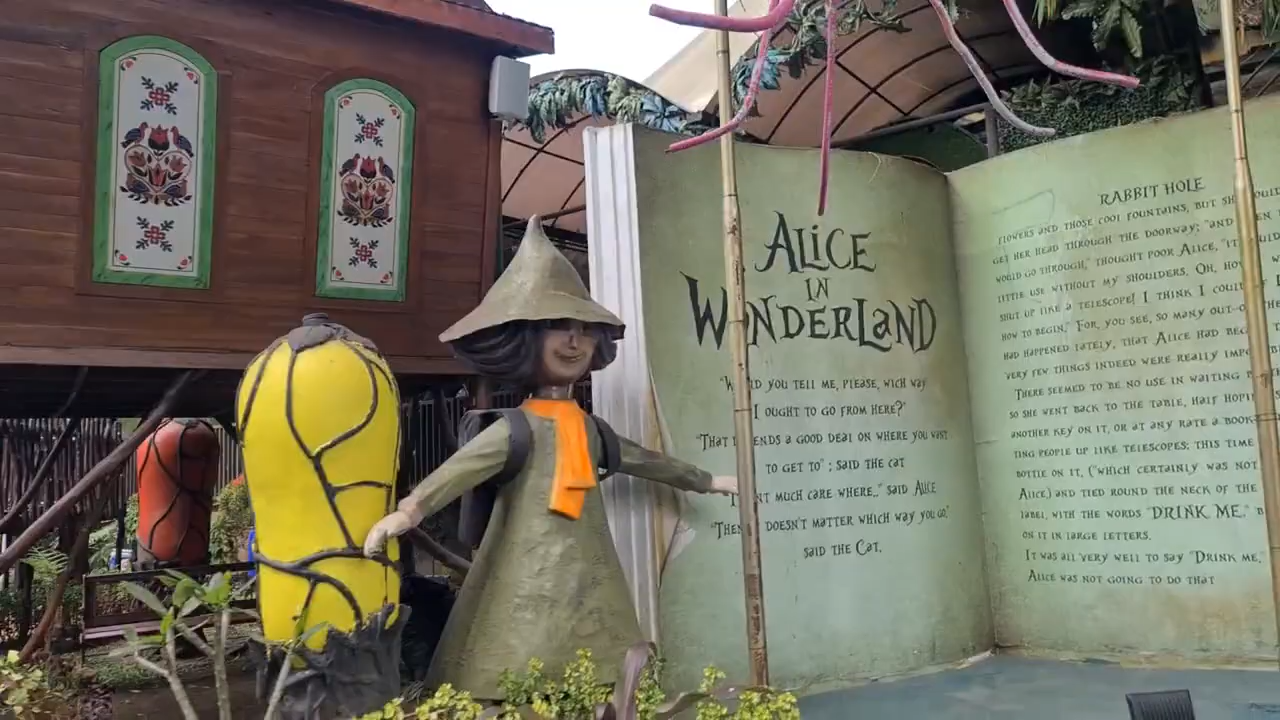 ALICE
IN
WONDERLAND
"W LD YOU TELL ME, PLEASE, WICH WAY
I OUGHT TO GO FROM HERE?"
"THAT ENDS A GOOD DEAL ON WHERE YOU WANT
TO GET TO" ; SAID THE CAT
N'T MUCH CARE WHERE.." SAID ALICE
"THEN DOESN'T MATTER WHICH WAY YOU GO."
SAID THE CAT.
RABBIT HOLE
FLOWERS AND THOSE COOL FOUNTAINS, BUT SHE COULD
GET HER HEAD THROUGH THE DOORWAY; "AND
WOULD GO THROUGH," THOUGHT POOR ALICE, "IT
LITTLE USE WITHOUT MY SHOULDERS. OH, HOW
SHUT UP LIKE A TELESCOPE! I THINK I COULD
HOW TO BEGIN." FOR, YOU SEE, SO MANY OUT-O
HAD HAPPENED LATELY, THAT ALICE HAD BEG
VERY FEW THINGS INDEED WERE REALLY IMPO
THERE SEEMED TO BE NO USE IN WAITING
SO SHE WENT BACK TO THE TABLE, HALF HOPI
ANOTHER KEY ON IT, OR AT ANY RATE A BOOK
TING PEOPLE UP LIKE TELESCOPES: THIS TIME
BOTTLE ON IT, ("WHICH CERTAINLY WAS NOT
ALICE,) AND TIED ROUND THE NECK OF THE
LABEL, WITH THE WORDS "DRINK ME," B
ON IT IN LARGE LETTERS.
IT WAS ALL VERY WELL TO SAY "DRINK ME,"
ALICE WAS NOT GOING TO DO THAT